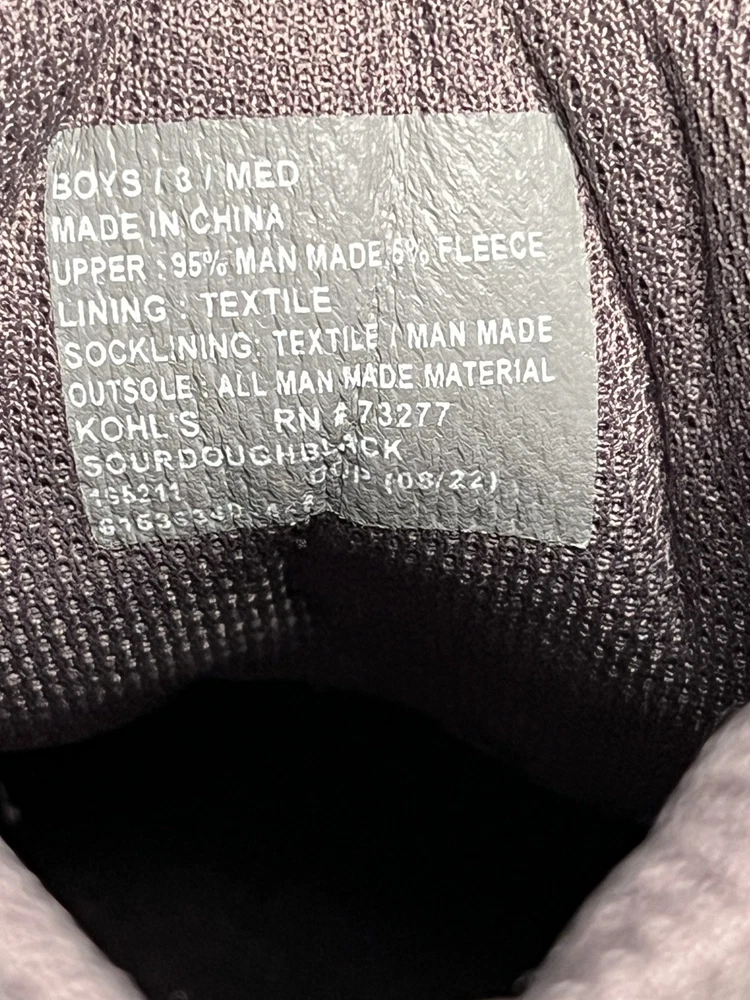 BOYS / 3 / MED
MADE IN CHINA
UPPER : 95% MAN MADE 5% FLEECE
LINING : TEXTILE
SOCKLINING: TEXTILE / MAN MADE
OUTSOLE : ALL MAN MADE MATERIAL
KOHL'S RN # 73277
SOURDOUGHBLACK
165211 (08/22)